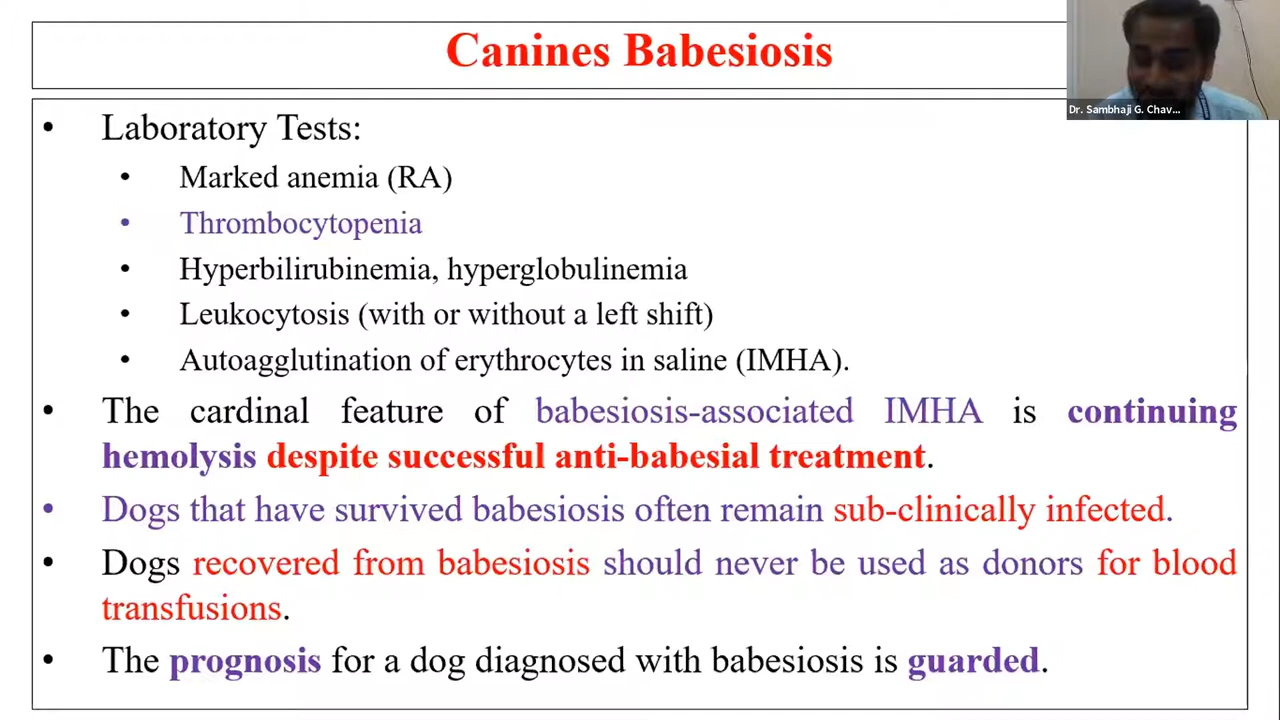 Canines Babesiosis
Dr. Sambhaji G. Chav...
• Laboratory Tests:
• Marked anemia (RA)
• Thrombocytopenia
• Hyperbilirubinemia, hyperglobulinemia
• Leukocytosis (with or without a left shift)
• Autoagglutination of erythrocytes in saline (IMHA).
• The cardinal feature of babesiosis-associated IMHA is continuing
hemolysis despite successful anti-babesial treatment.
• Dogs that have survived babesiosis often remain sub-clinically infected.
• Dogs recovered from babesiosis should never be used as donors for blood
transfusions.
• The prognosis for a dog diagnosed with babesiosis is guarded.